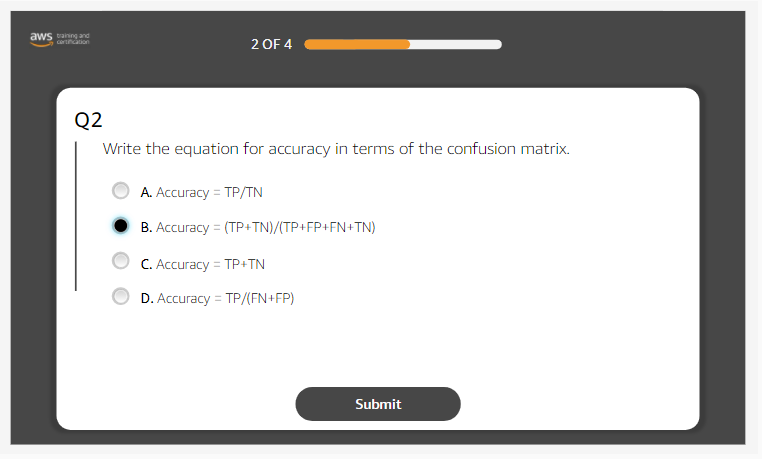 aws training and
certification
2 OF 4
Q2
Write the equation for accuracy in terms of the confusion matrix.
A. Accuracy = TP/TN
B. Accuracy = (TP+TN)/(TP+FP+FN+TN)
C. Accuracy = TP+TN
D. Accuracy = TP/(FN+FP)
Submit